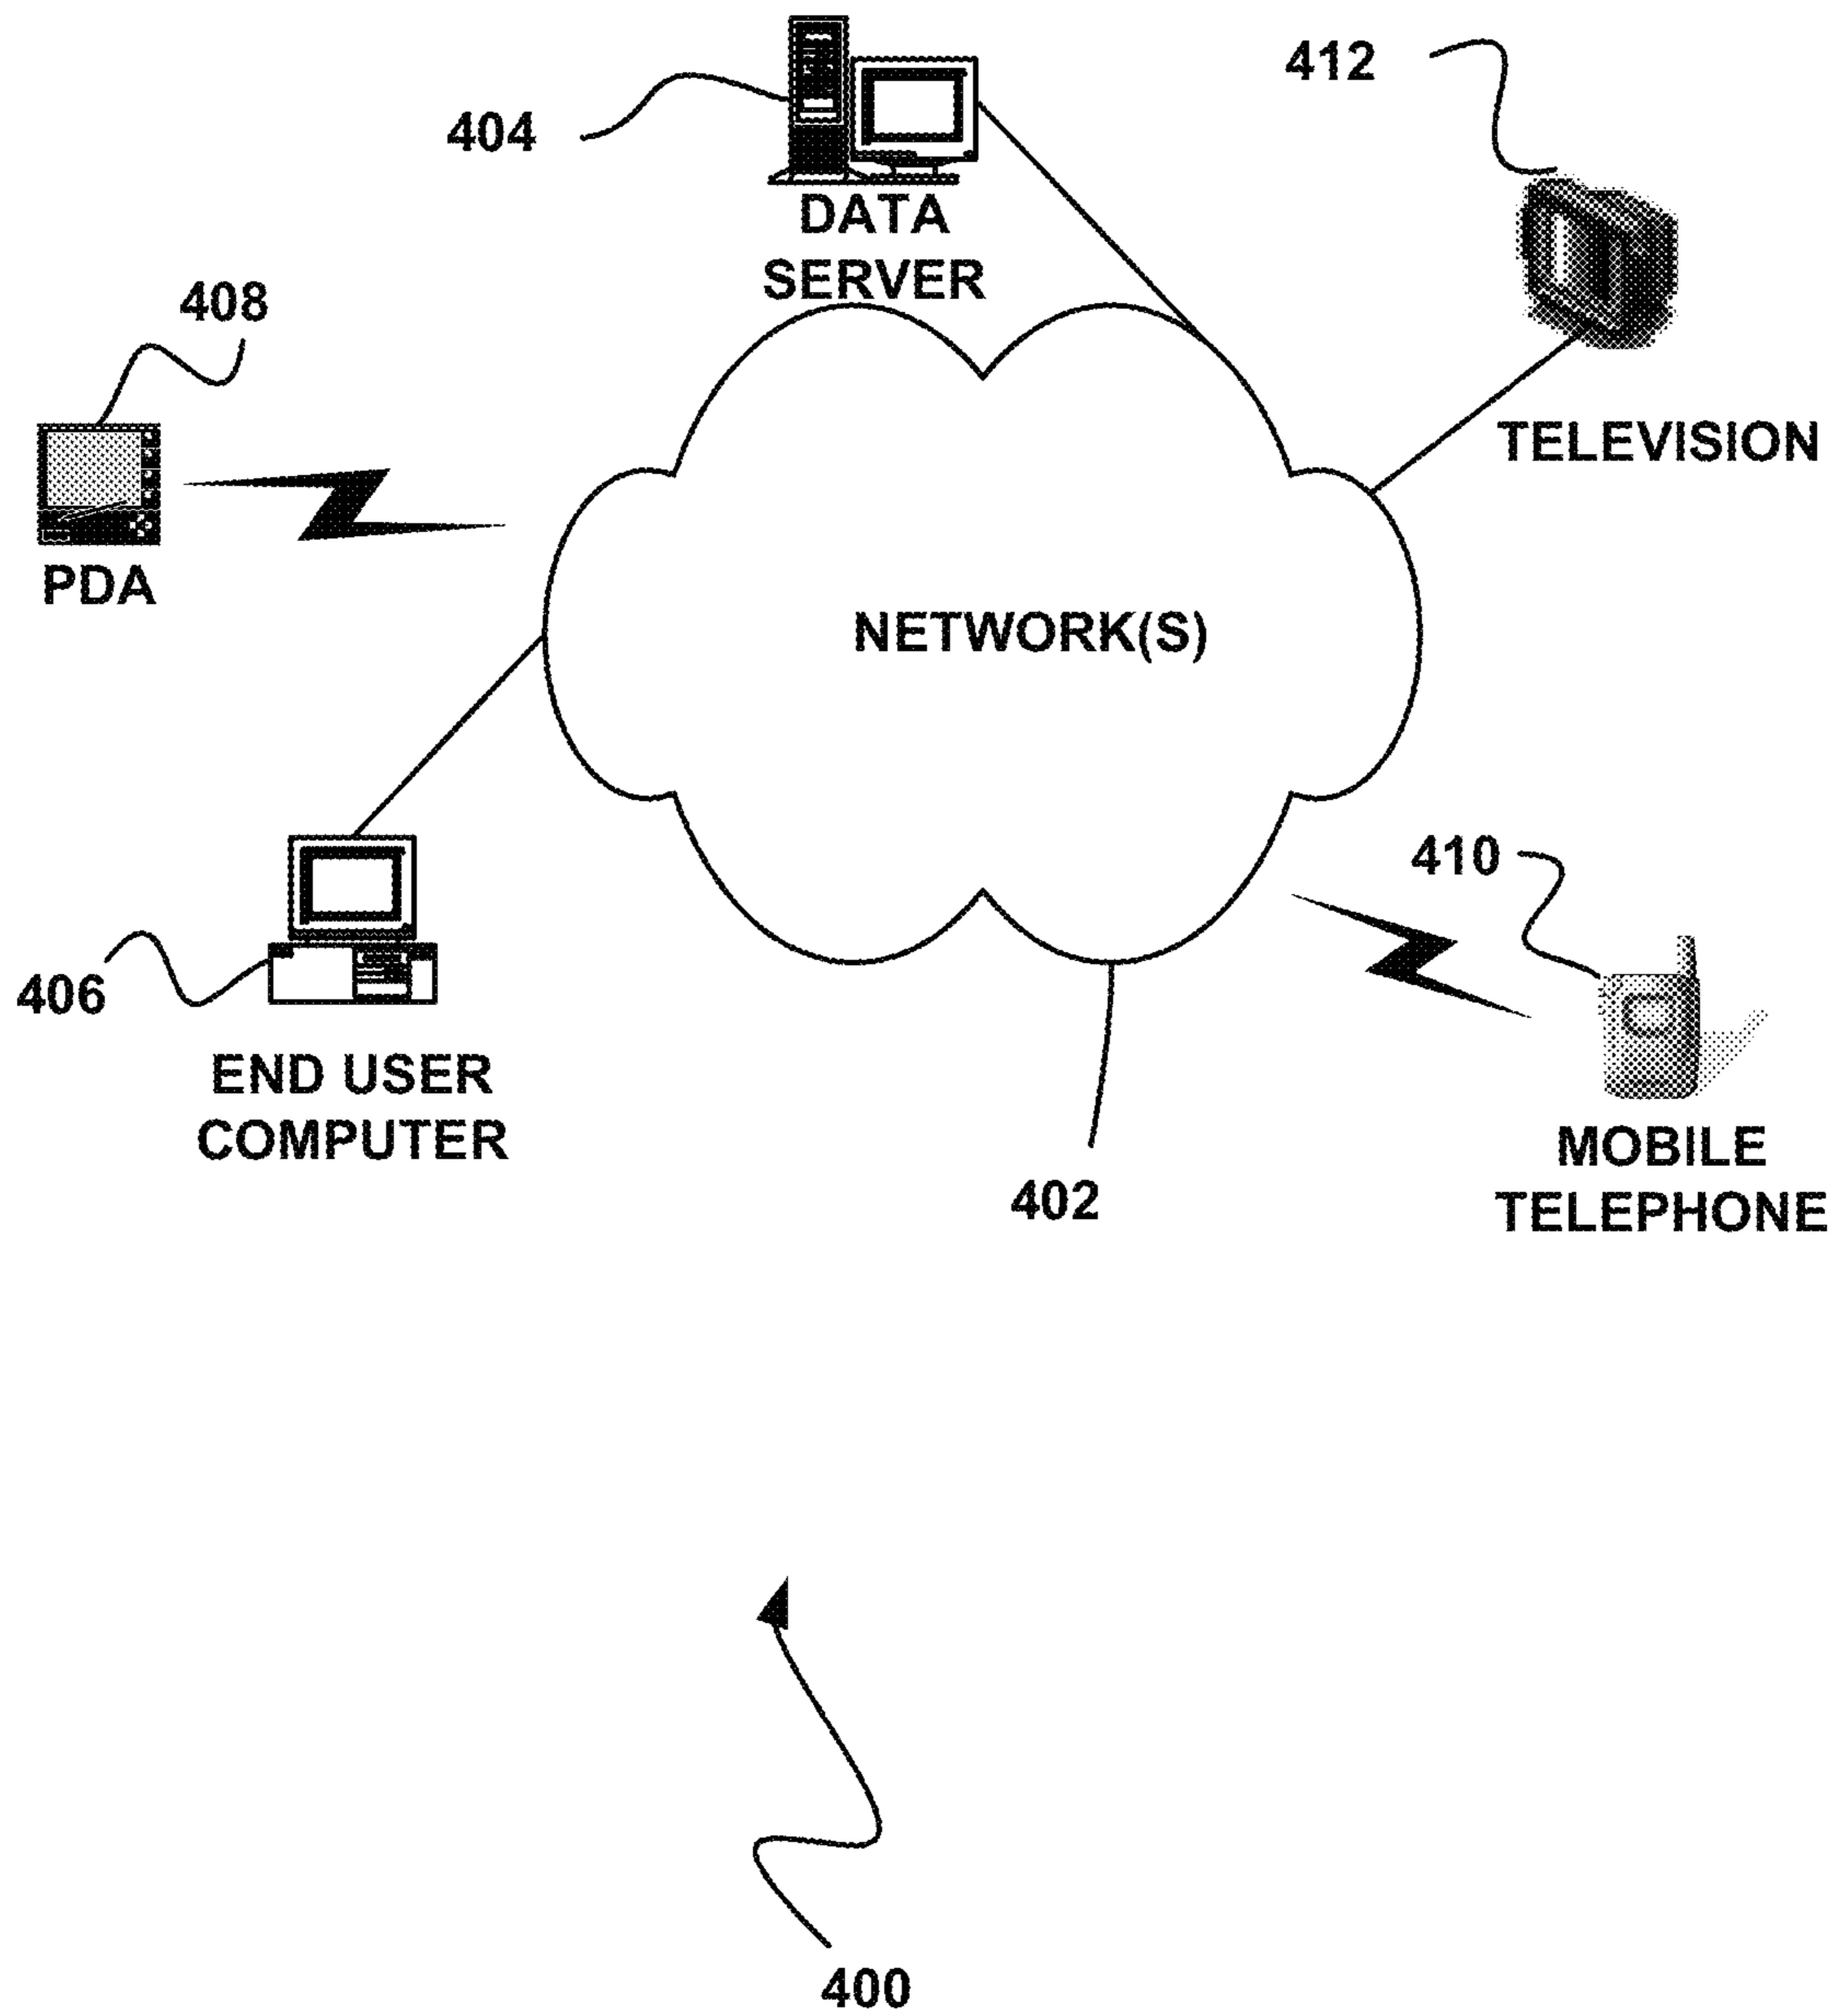 412
404
DATA
SERVER
408
TELEVISION
PDA
NETWORK(S)
410
406
END USER
COMPUTER
MOBILE
TELEPHONE
402
400